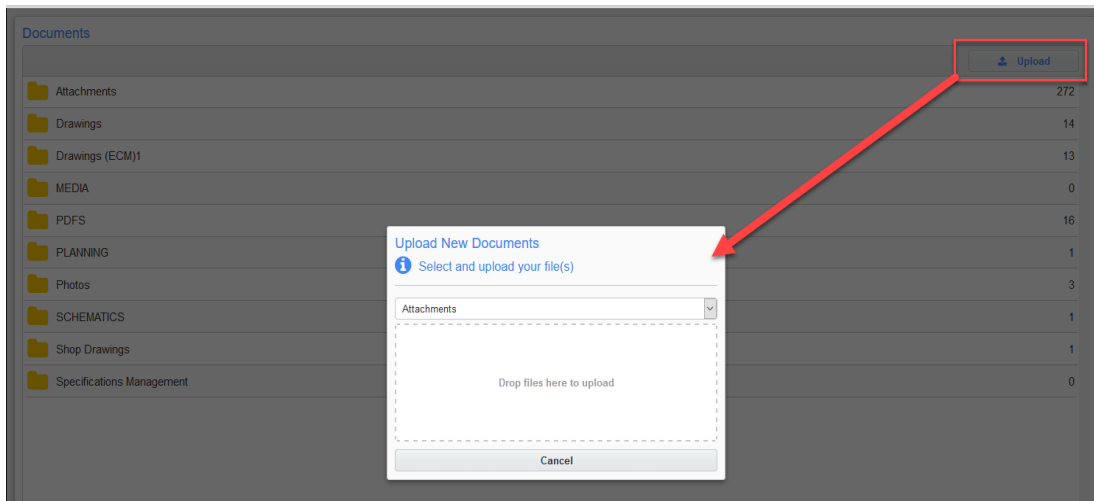 Documents
Upload
Attachments 272
Drawings 14
Drawings (ECM)1 13
MEDIA 0
PDFS 16
PLANNING 1
Photos 3
SCHEMATICS 1
Shop Drawings 1
Specifications Management 0
Upload New Documents
Select and upload your file(s)
Attachments
Drop files here to upload
Cancel